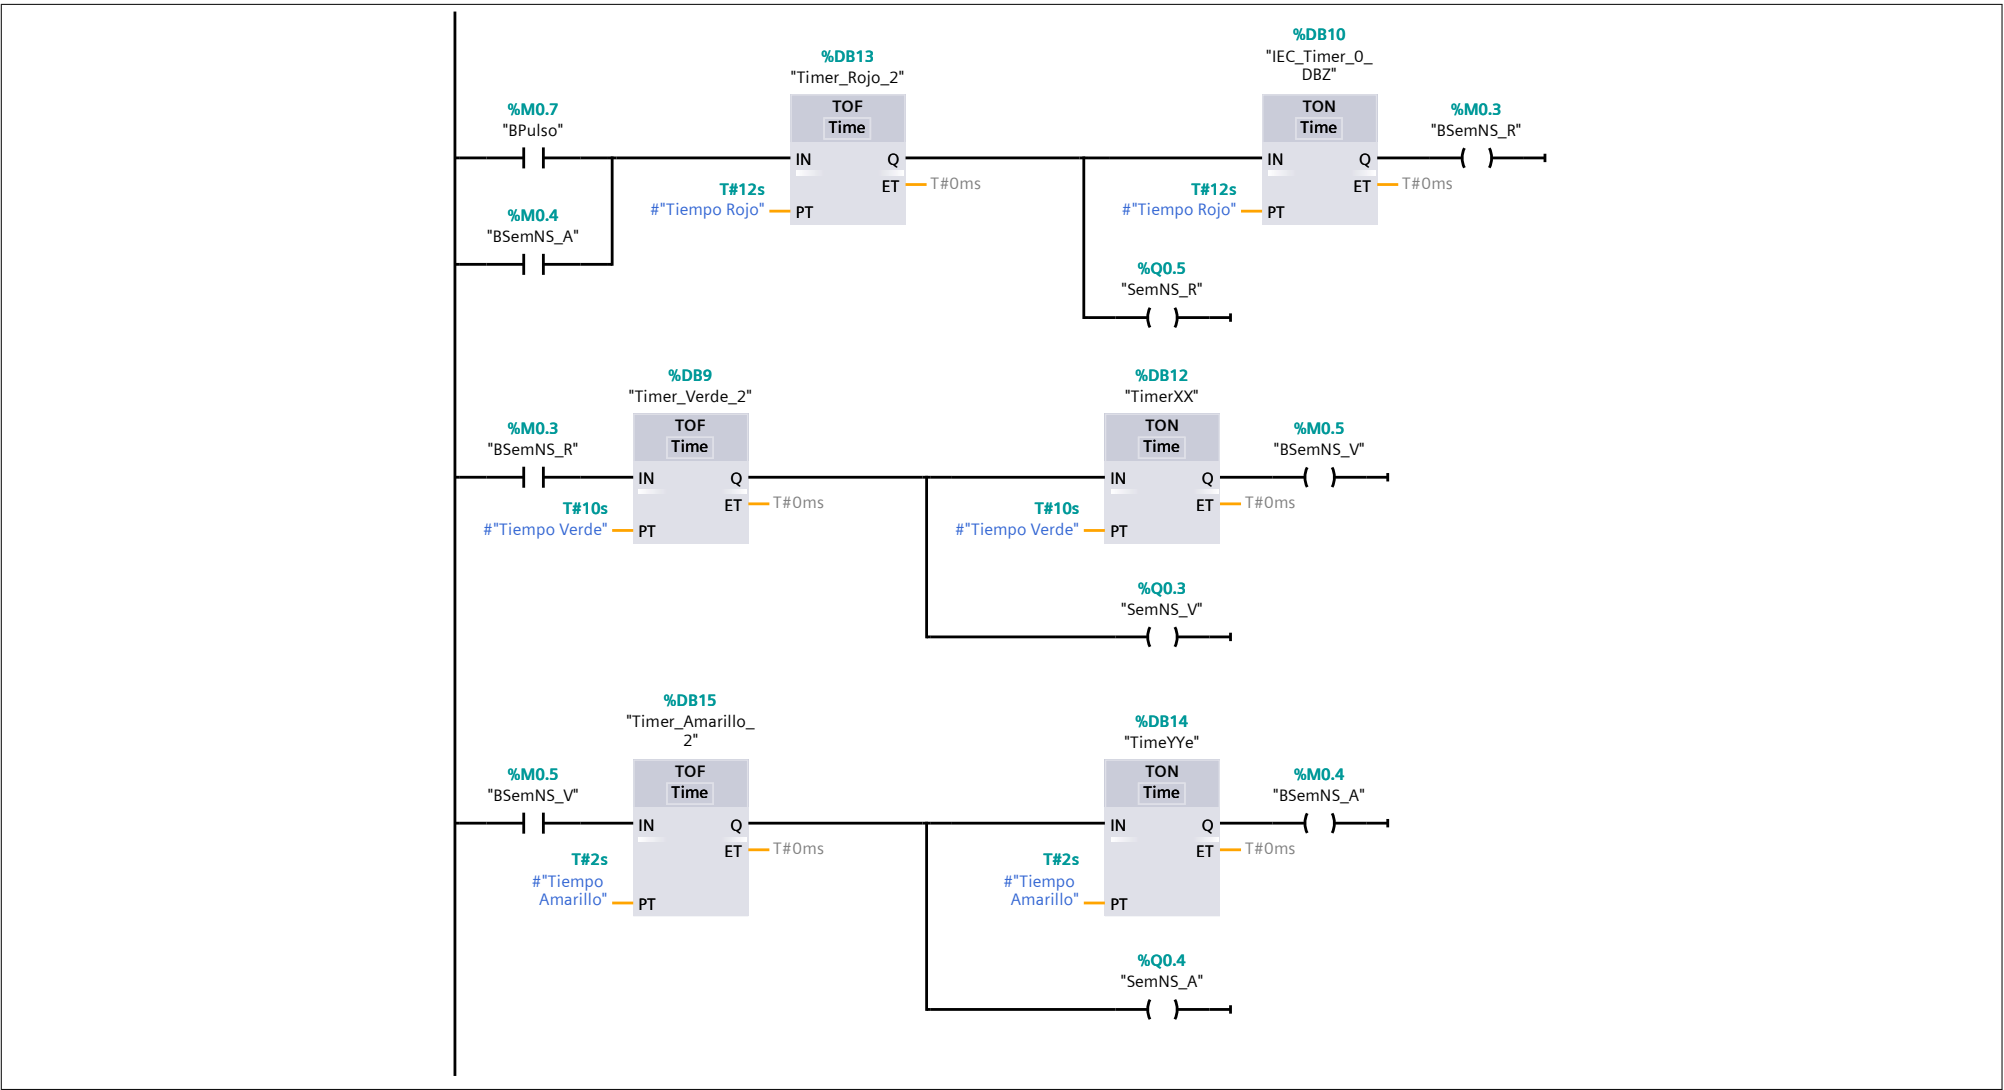 %DB10
"IEC_Timer_0_
DBZ"
%DB13
"Timer_Rojo_2"
TOF
Time
TON
Time
%M0.7
"BPulso"
%M0.3
"BSemNS_R"
IN
Q
IN
Q
ET
T#0ms
ET
T#0ms
T#12s
#"Tiempo Rojo"
PT
T#12s
#"Tiempo Rojo"
PT
%M0.4
"BSemNS_A"
%Q0.5
"SemNS_R"
%DB9
"Timer_Verde_2"
%DB12
"TimerXX"
TOF
Time
TON
Time
%M0.3
"BSemNS_R"
%M0.5
"BSemNS_V"
IN
Q
IN
Q
ET
T#0ms
ET
T#0ms
T#10s
#"Tiempo Verde"
PT
T#10s
#"Tiempo Verde"
PT
%Q0.3
"SemNS_V"
%DB15
"Timer_Amarillo_
2"
%DB14
"TimeYYe"
TOF
Time
TON
Time
%M0.5
"BSemNS_V"
%M0.4
"BSemNS_A"
IN
Q
IN
Q
ET
T#0ms
ET
T#0ms
T#2s
#"Tiempo
Amarillo"
PT
T#2s
#"Tiempo
Amarillo"
PT
%Q0.4
"SemNS_A"